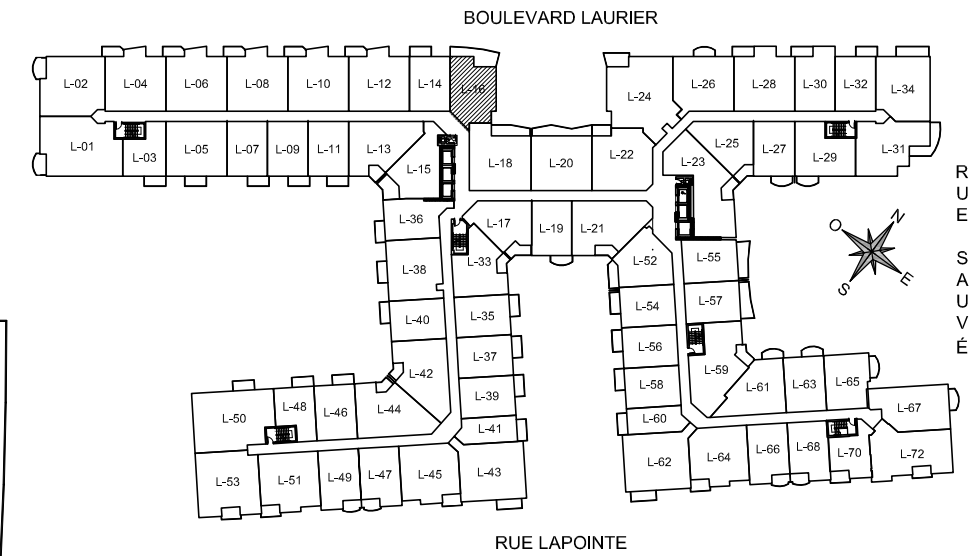 BOULEVARD LAURIER
L-02 L-04 L-06 L-08 L-10 L-12 L-14 L-16 L-24 L-26 L-28 L-30 L-32 L-34
L-01 L-03 L-05 L-07 L-09 L-11 L-13 L-15 L-18 L-20 L-22 L-23 L-25 L-27 L-29 L-31
L-36 L-17 L-19 L-21
L-38 L-33 L-52 L-55
L-40 L-35 L-54 L-57
L-42 L-37 L-56 L-59
L-39 L-58 L-61 L-63 L-65
L-50 L-48 L-46 L-44 L-41 L-60 L-67
L-53 L-51 L-49 L-47 L-45 L-43 L-62 L-64 L-66 L-68 L-70 L-72
RUE SAUVÉ
O N
S E
RUE LAPOINTE